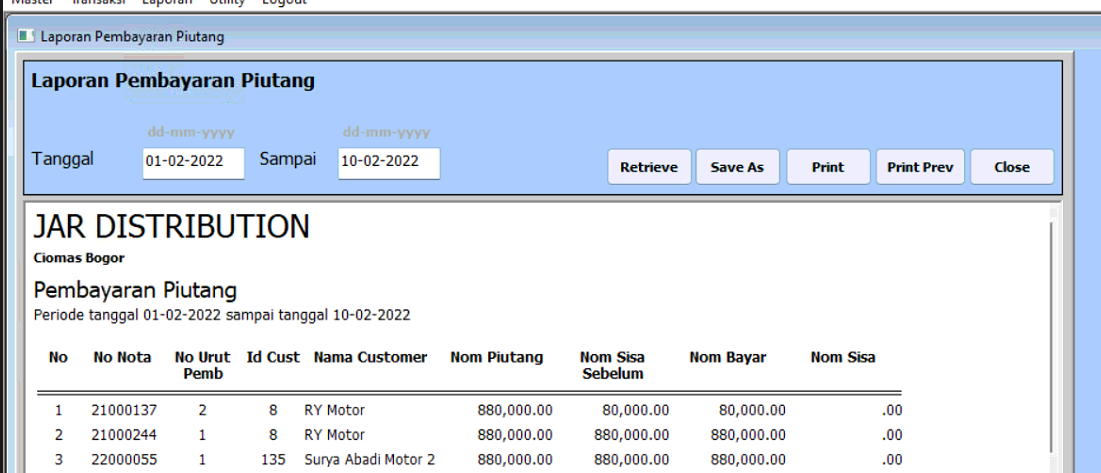 Master Transaksi Laporan Utility Logout
Laporan Pembayaran Piutang
Laporan Pembayaran Piutang
dd-mm-yyyy dd-mm-yyyy
Tanggal 01-02-2022 Sampai 10-02-2022 Retrieve Save As Print Print Prev Close
JAR DISTRIBUTION
Ciomas Bogor
Pembayaran Piutang
Periode tanggal 01-02-2022 sampai tanggal 10-02-2022
No No Nota No Urut Id Cust Nama Customer Nom Piutang Nom Sisa Nom Bayar Nom Sisa
Pemb Sebelum
1 21000137 2 8 RY Motor 880,000.00 80,000.00 80,000.00 .00
2 21000244 1 8 RY Motor 880,000.00 880,000.00 880,000.00 .00
3 22000055 1 135 Surya Abadi Motor 2 880,000.00 880,000.00 880,000.00 .00